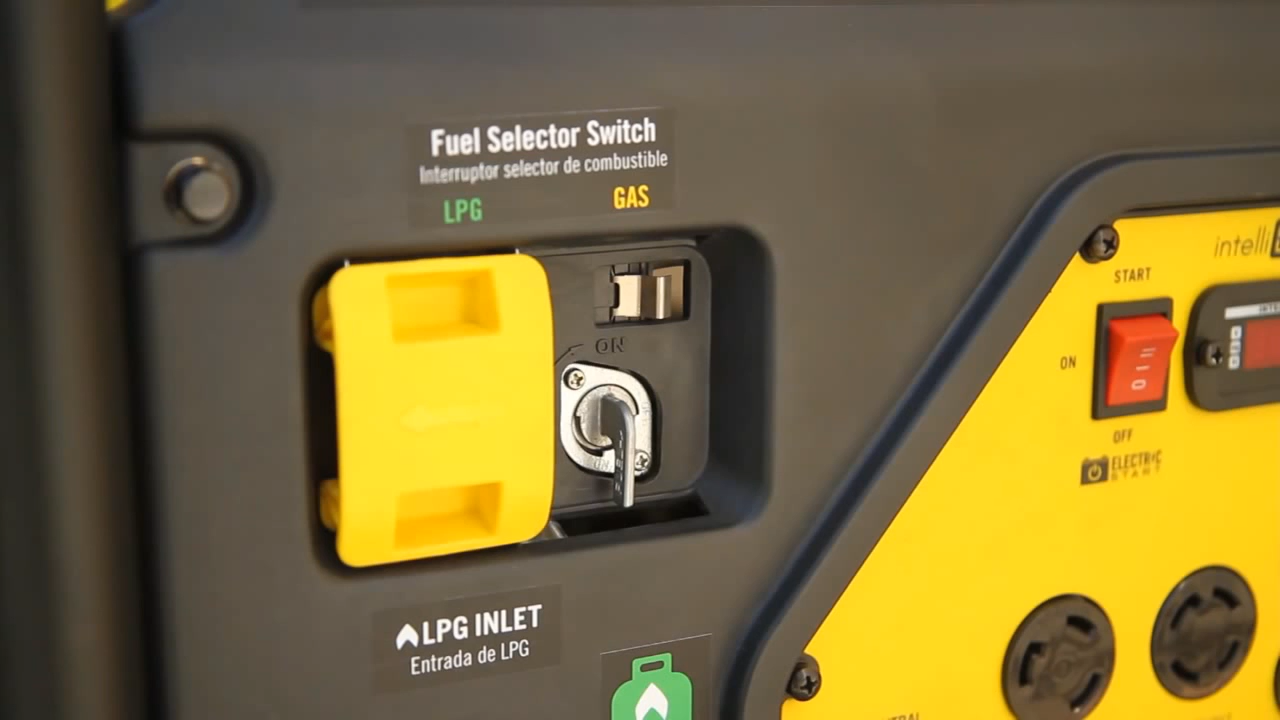 Fuel Selector Switch
Interruptor selector de combustible
LPG GAS
ON
LPG INLET
Entrada de LPG
intelli
START
ON
OFF
ELECTRIC
START